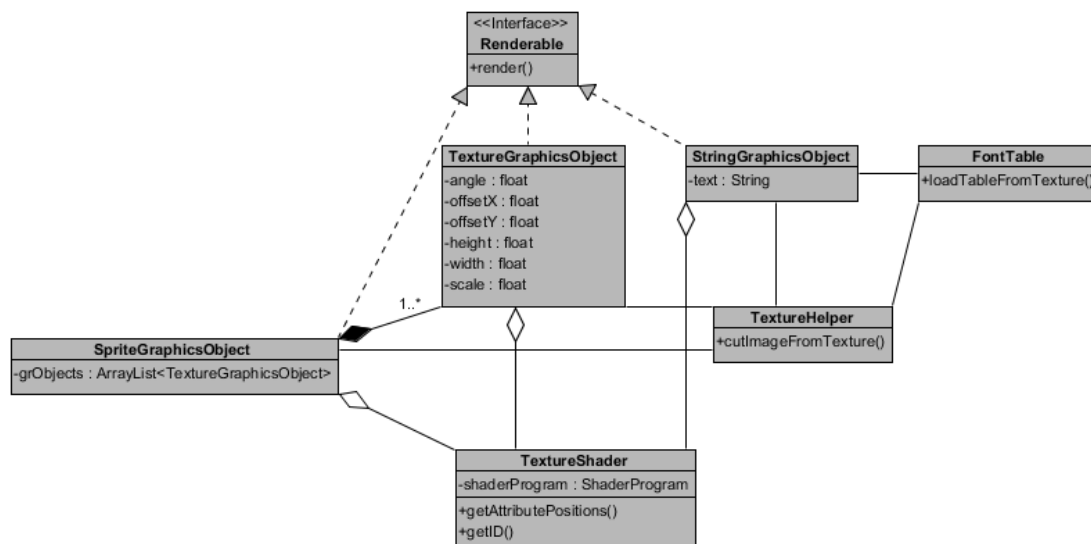 <<Interface>>
Renderable
+render()
TextureGraphicsObject
-angle : float
-offsetX : float
-offsetY : float
-height : float
-width : float
-scale : float
StringGraphicsObject
-text : String
FontTable
+loadTableFromTexture()
1..*
TextureHelper
+cutImageFromTexture()
SpriteGraphicsObject
-grObjects : ArrayList<TextureGraphicsObject>
TextureShader
-shaderProgram : ShaderProgram
+getAttributePositions()
+getID()